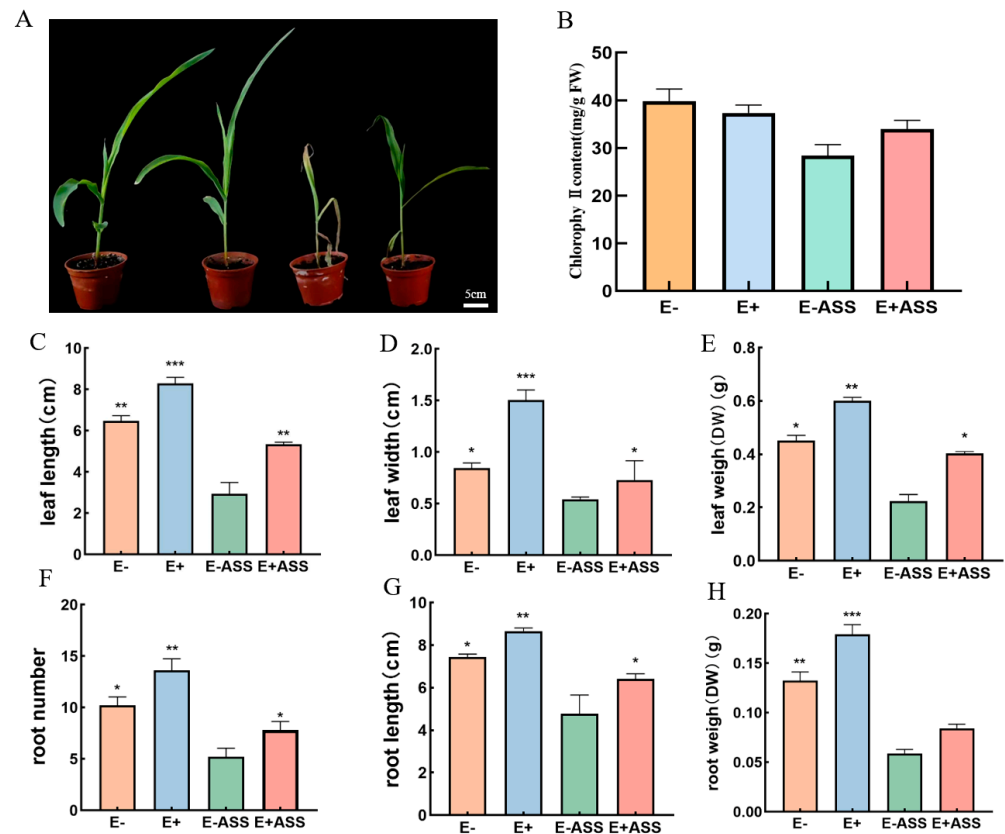 A
5cm
B
Chlorophy Ⅱ content(mg/g FW)
50
40
30
20
10
0
E- E+ E-ASS E+ASS
C
leaf length(cm)
10
8
6
4
2
0
** *** **
E- E+ E-ASS E+ASS
D
leaf width(cm)
2.0
1.5
1.0
0.5
0.0
* *** *
E- E+ E-ASS E+ASS
E
leaf weigh(DW)(g)
0.8
0.6
0.4
0.2
0.0
* ** *
E- E+ E-ASS E+ASS
F
root number
20
15
10
5
0
* ** *
E- E+ E-ASS E+ASS
G
root length(cm)
10
8
6
4
2
0
* ** *
E- E+ E-ASS E+ASS
H
root weigh(DW)(g)
0.20
0.15
0.10
0.05
0.00
** ***
E- E+ E-ASS E+ASS